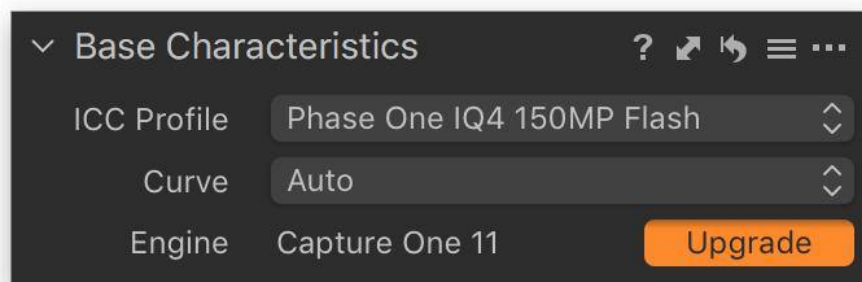 Base Characteristics ?
ICC Profile Phase One IQ4 150MP Flash
Curve Auto
Engine Capture One 11 Upgrade